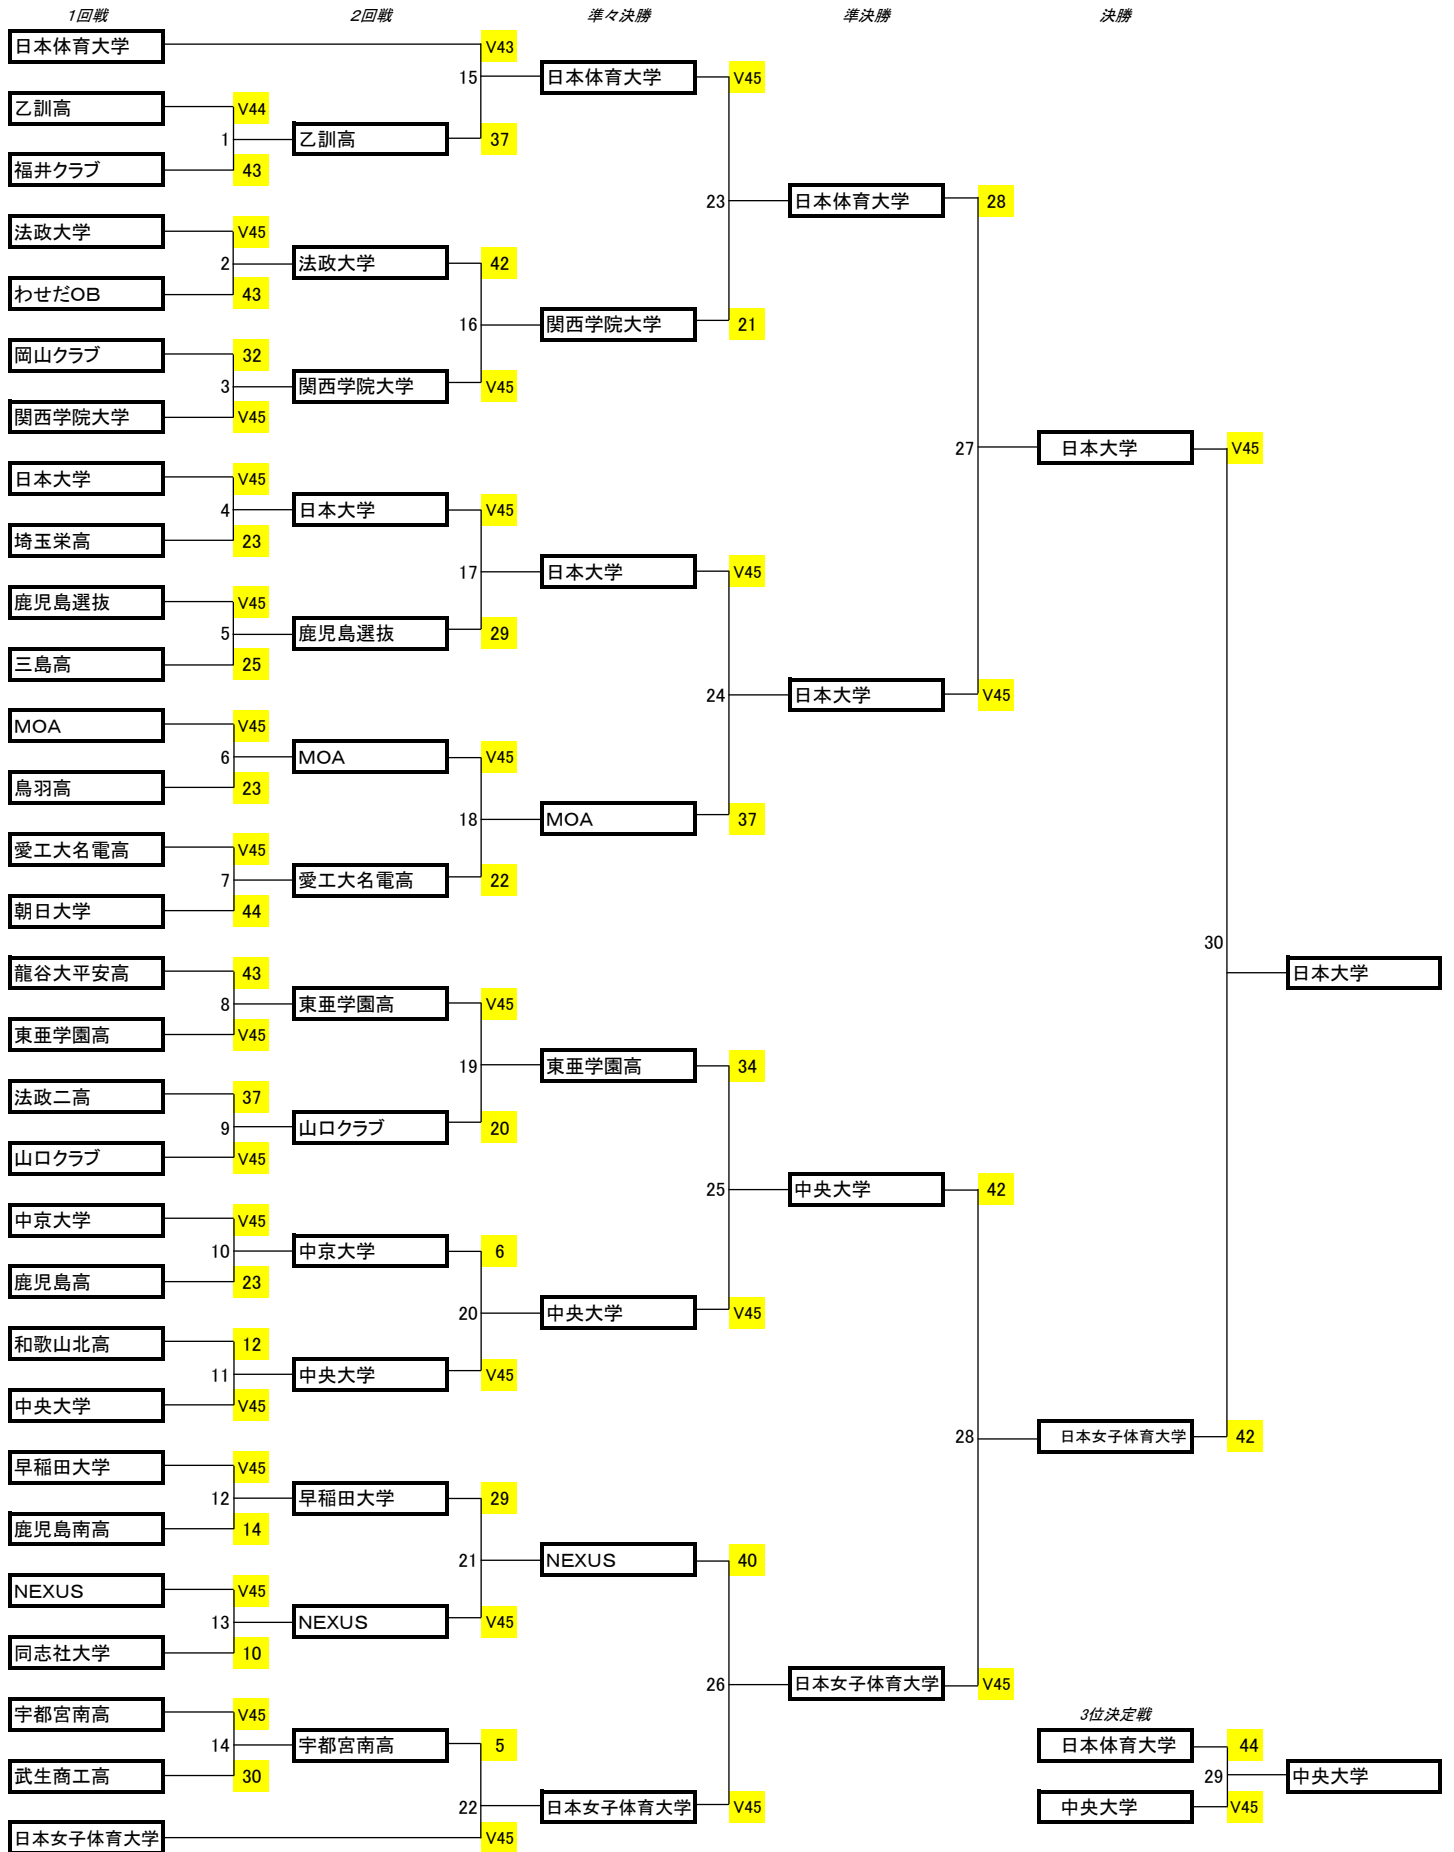 1回戦 2回戦 準々決勝 準決勝 決勝
日本体育大学 V43
15 日本体育大学 V45
乙訓高 V44
1 乙訓高 37
福井クラブ 43
23 日本体育大学 28
法政大学 V45
2 法政大学 42
わせだOB 43
16 関西学院大学 21
岡山クラブ 32
3 関西学院大学 V45
関西学院大学 V45
27 日本大学 V45
日本大学 V45
4 日本大学 V45
埼玉栄高 23
17 日本大学 V45
鹿児島選抜 V45
5 鹿児島選抜 29
三島高 25
24 日本大学 V45
MOA V45
6 MOA V45
鳥羽高 23
18 MOA 37
愛工大名電高 V45
7 愛工大名電高 22
朝日大学 44
30 日本大学
龍谷大平安高 43
8 東亜学園高 V45
東亜学園高 V45
19 東亜学園高 34
法政二高 37
9 山口クラブ 20
山口クラブ V45
25 中央大学 42
中京大学 V45
10 中京大学 6
鹿児島高 23
20 中央大学 V45
和歌山北高 12
11 中央大学 V45
中央大学 V45
28 日本女子体育大学 42
早稲田大学 V45
12 早稲田大学 29
鹿児島南高 14
21 NEXUS 40
NEXUS V45
13 NEXUS V45
同志社大学 10
26 日本女子体育大学 V45
宇都宮南高 V45
14 宇都宮南高 5
武生商工高 30
22 日本女子体育大学 V45
日本女子体育大学 V45
3位決定戦
日本体育大学 44
29 中央大学
中央大学 V45